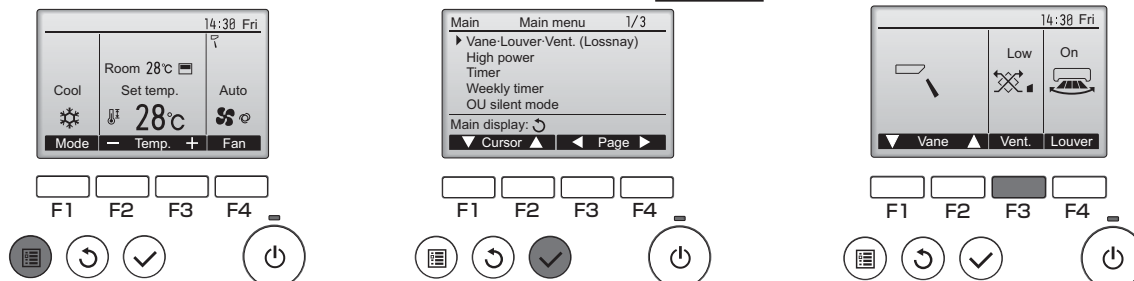 14:30 Fri
Room 28℃
Cool
Set temp.
Auto
28℃
Mode − Temp. + Fan
F1 F2 F3 F4
Main Main menu 1/3
Vane·Louver·Vent. (Lossnay)
High power
Timer
Weekly timer
OU silent mode
Main display:
Cursor Page
F1 F2 F3 F4
14:30 Fri
Low
On
Vane Vent. Louver
F1 F2 F3 F4